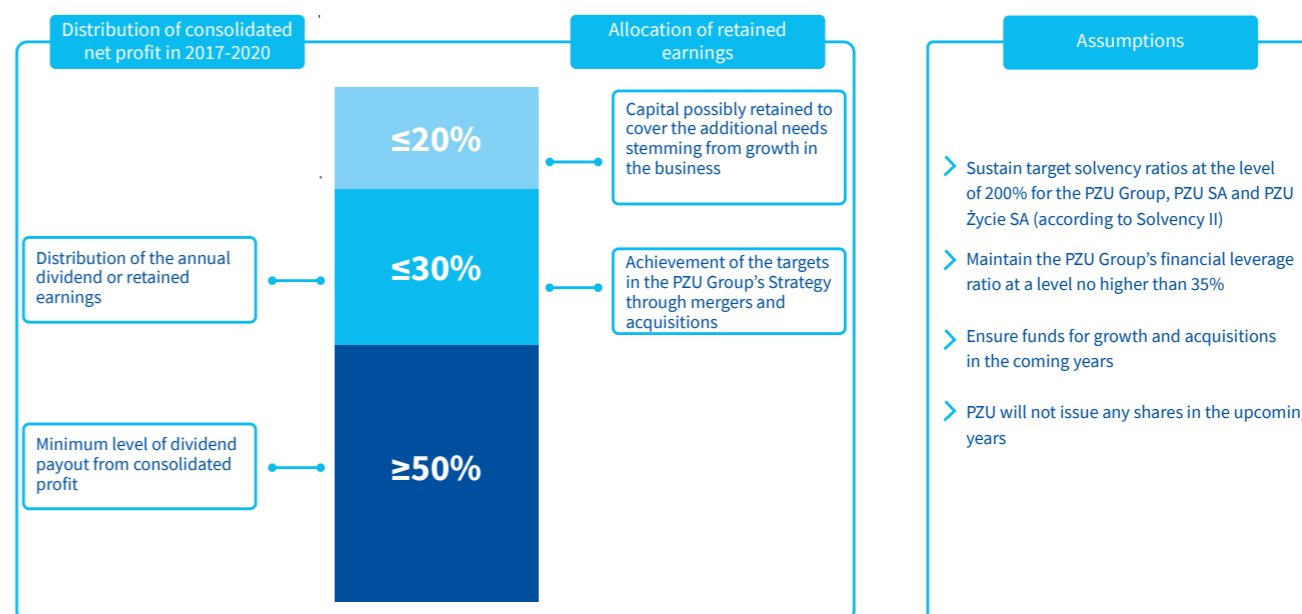 Distribution of consolidated
net profit in 2017-2020
Allocation of retained
earnings
≤20%
Capital possibly retained to
cover the additional needs
stemming from growth in
the business
Distribution of the annual
dividend or retained
earnings
≤30%
Achievement of the targets
in the PZU Group’s Strategy
through mergers and
acquisitions
Minimum level of dividend
payout from consolidated
profit
≥50%
Assumptions
Sustain target solvency ratios at the level
of 200% for the PZU Group, PZU SA and PZU
Życie SA (according to Solvency II)
Maintain the PZU Group’s financial leverage
ratio at a level no higher than 35%
Ensure funds for growth and acquisitions
in the coming years
PZU will not issue any shares in the upcoming
years